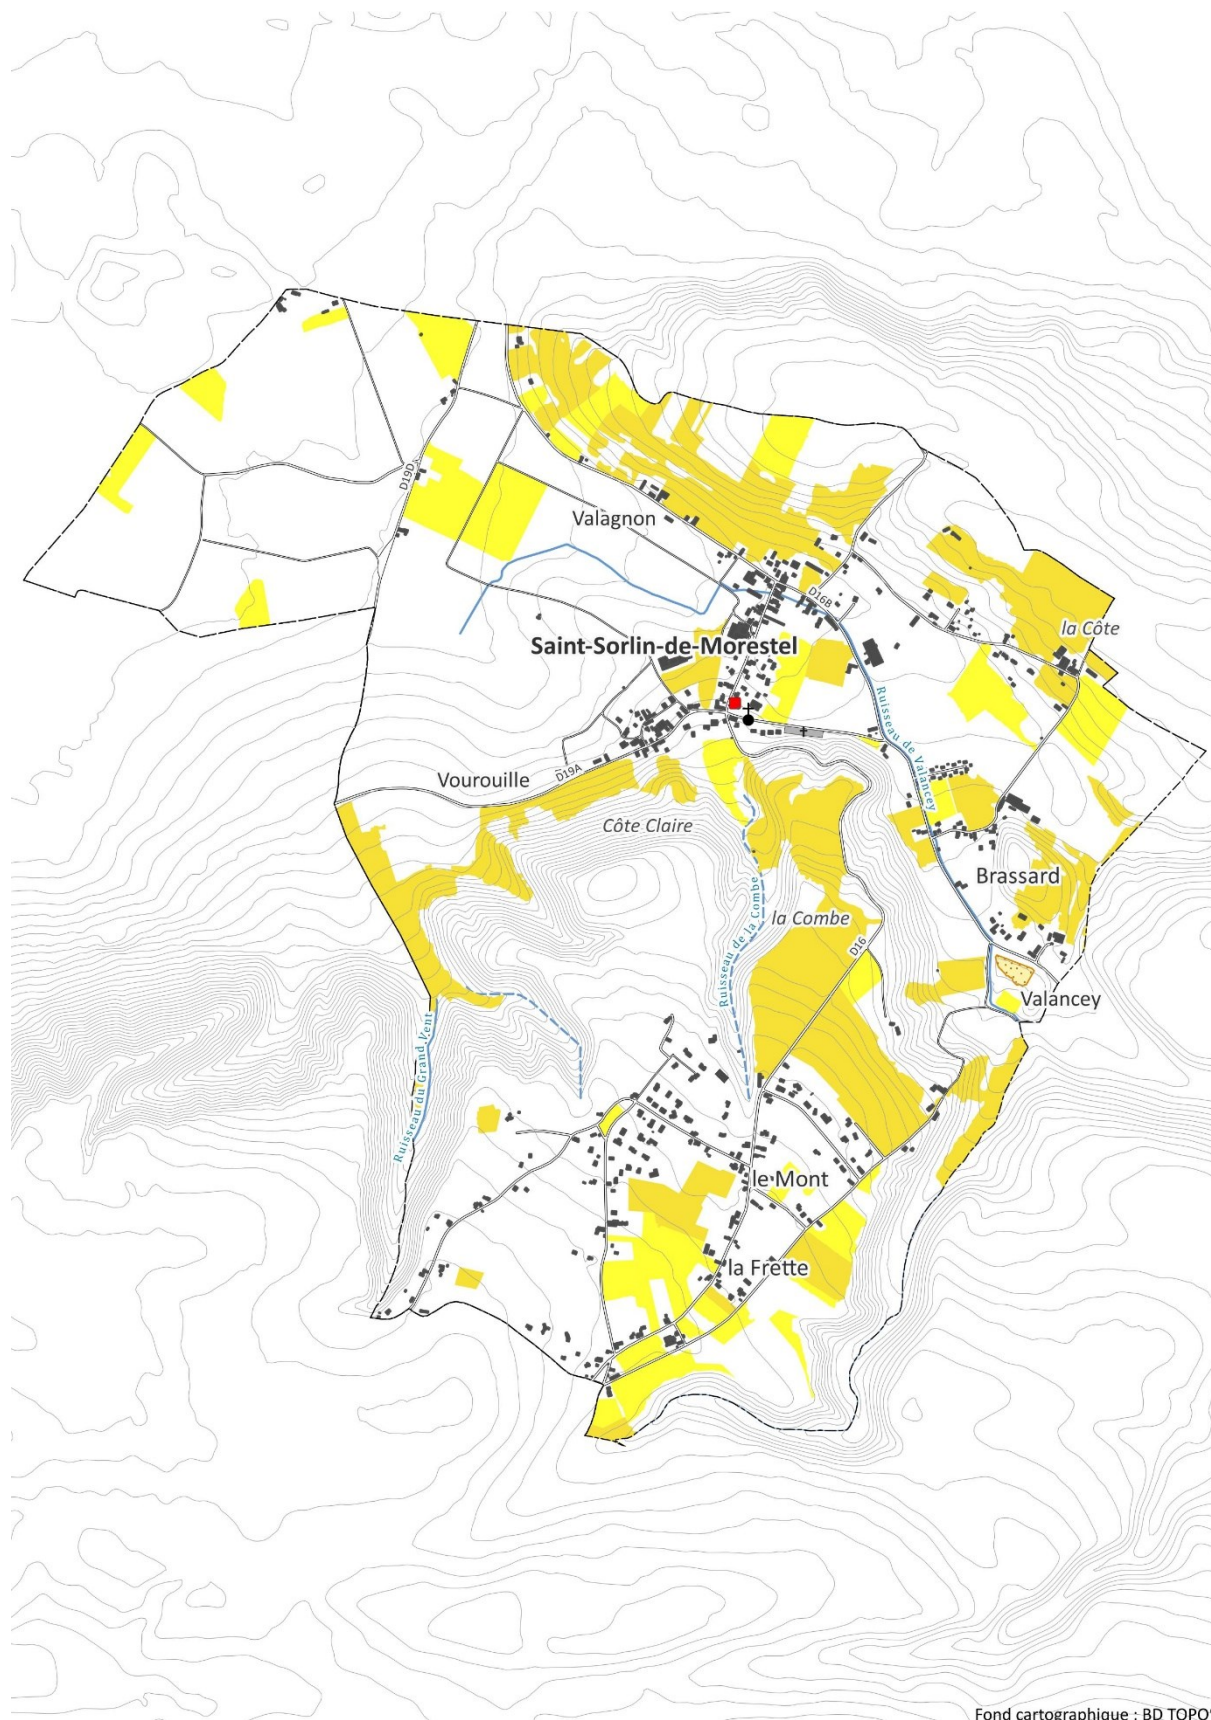 D19D
Valagnon
D16B
la Côte
Saint-Sorlin-de-Morestel
Ruisseau de Valancey
D19A
Vourouille
Côte Claire
Brassard
Ruisseau de la Combe
la Combe
D16
Valancey
Ruisseau du Grand Vent
le Mont
la Frette
Fond cartographique : BD TOPO